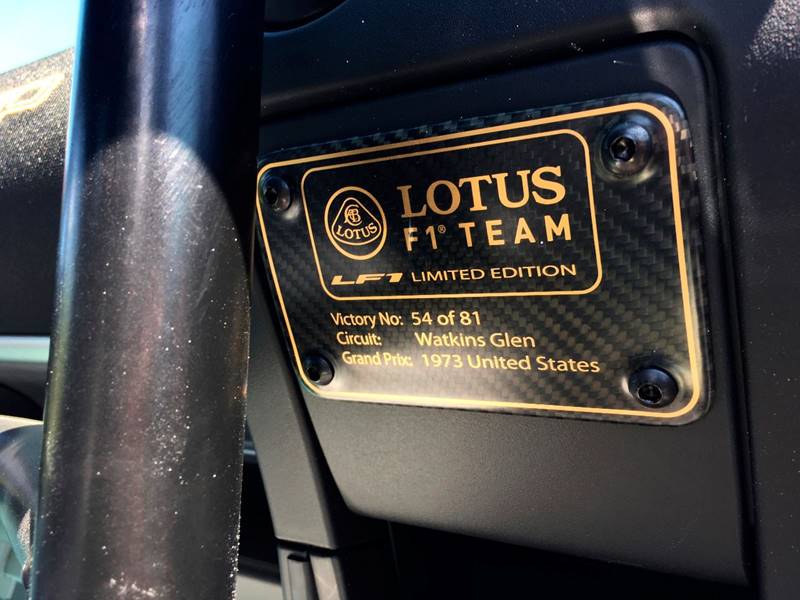 ACBC
LOTUS
LOTUS
F1® TEAM
LF1 LIMITED EDITION
Victory No: 54 of 81
Circuit: Watkins Glen
Grand Prix: 1973 United States